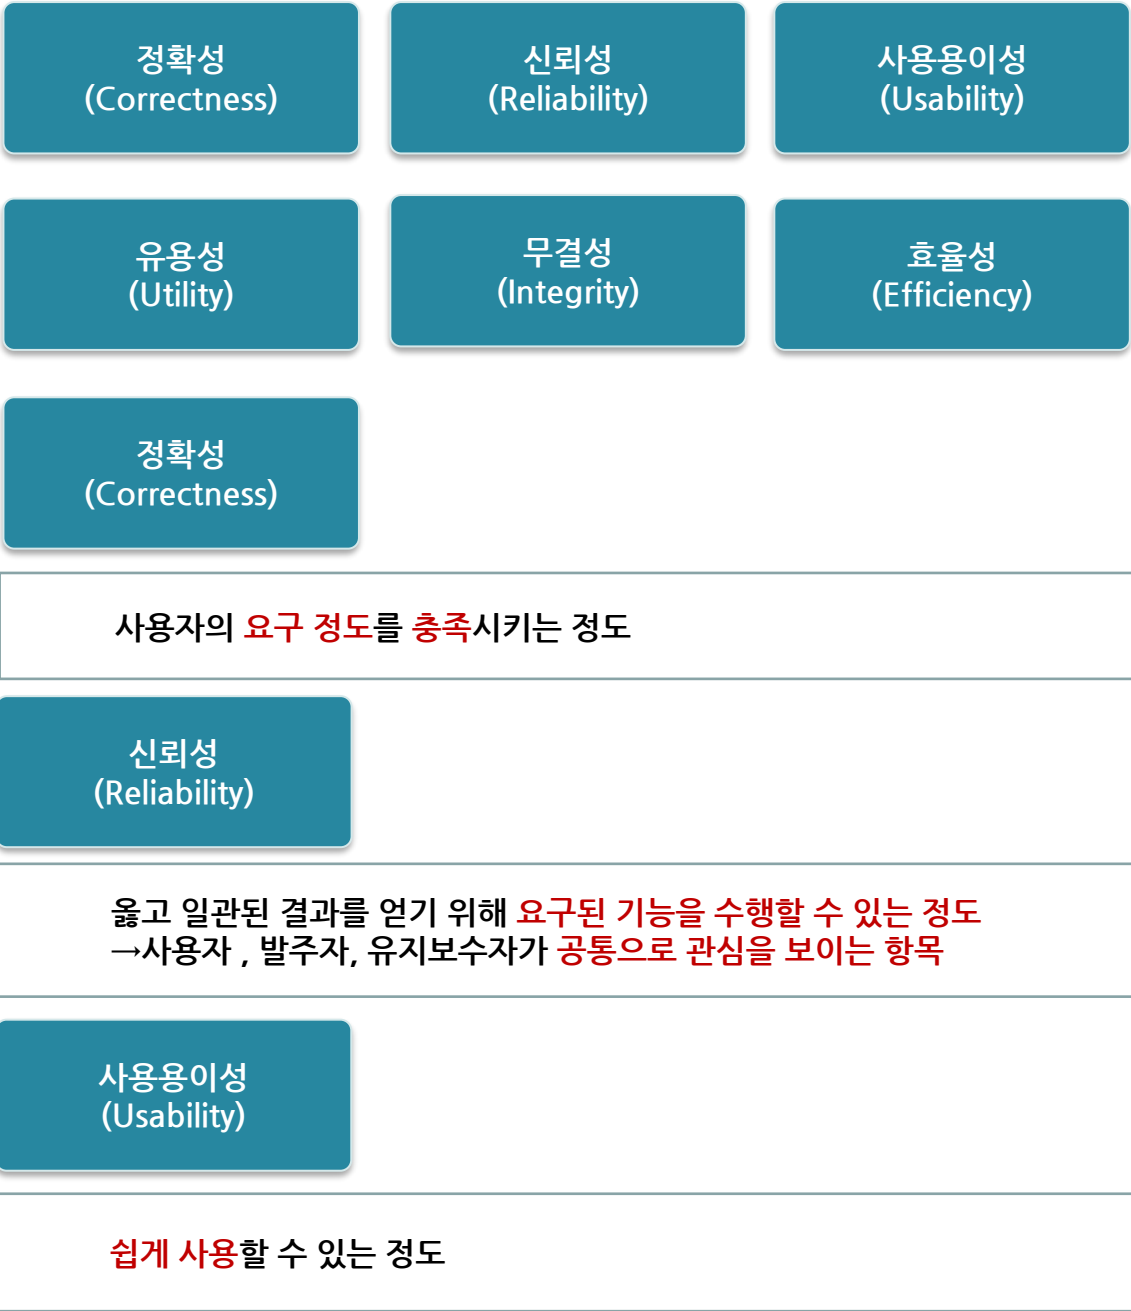 정확성
(Correctness)
신뢰성
(Reliability)
사용용이성
(Usability)
유용성
(Utility)
무결성
(Integrity)
효율성
(Efficiency)
정확성
(Correctness)
사용자의 요구 정도를 충족시키는 정도
신뢰성
(Reliability)
옳고 일관된 결과를 얻기 위해 요구된 기능을 수행할 수 있는 정도
→사용자 , 발주자, 유지보수자가 공통으로 관심을 보이는 항목
사용용이성
(Usability)
쉽게 사용할 수 있는 정도